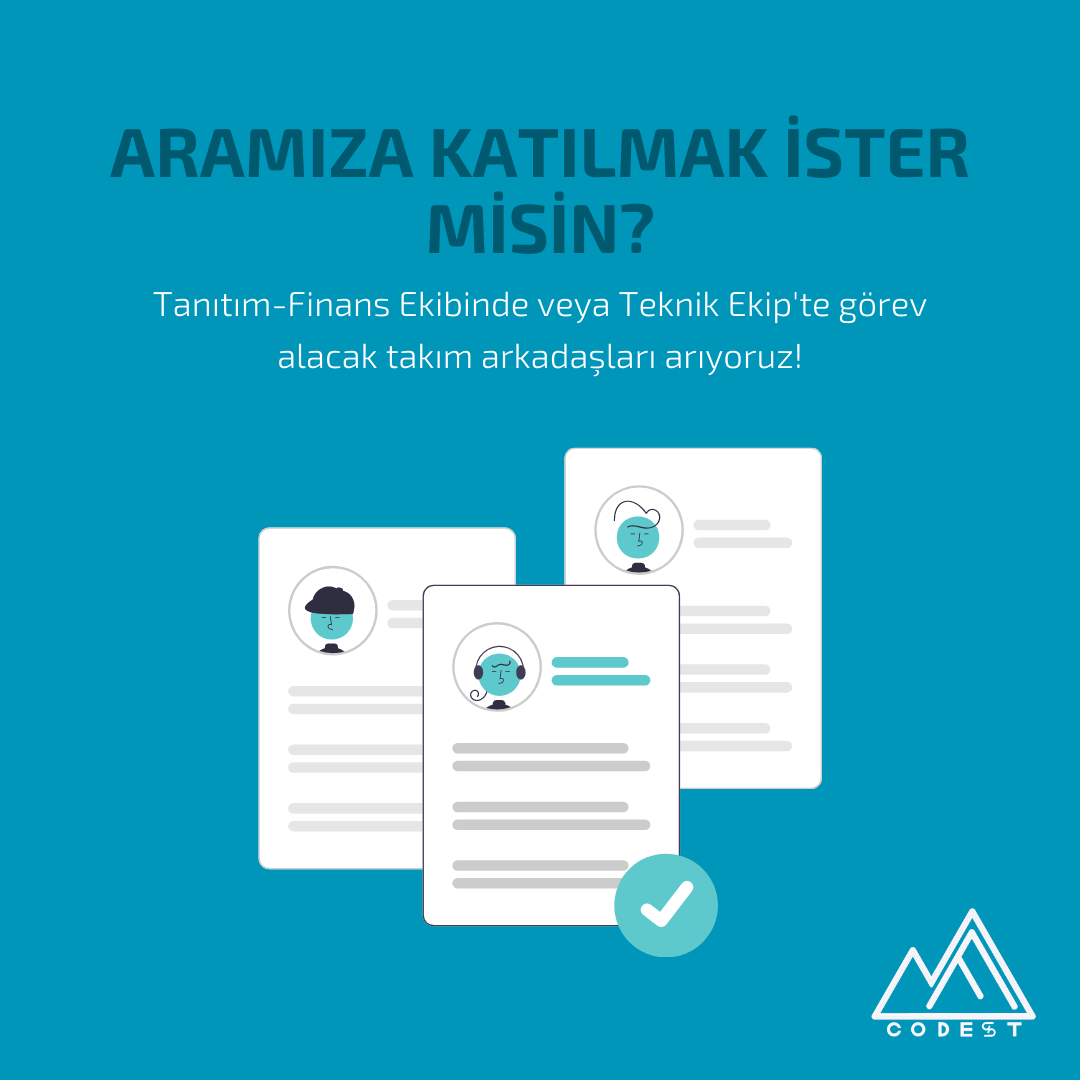 ARAMIZA KATILMAK İSTER
MİSİN?
Tanıtım-Finans Ekibinde veya Teknik Ekip'te görev
alacak takım arkadaşları arıyoruz!
CODEST